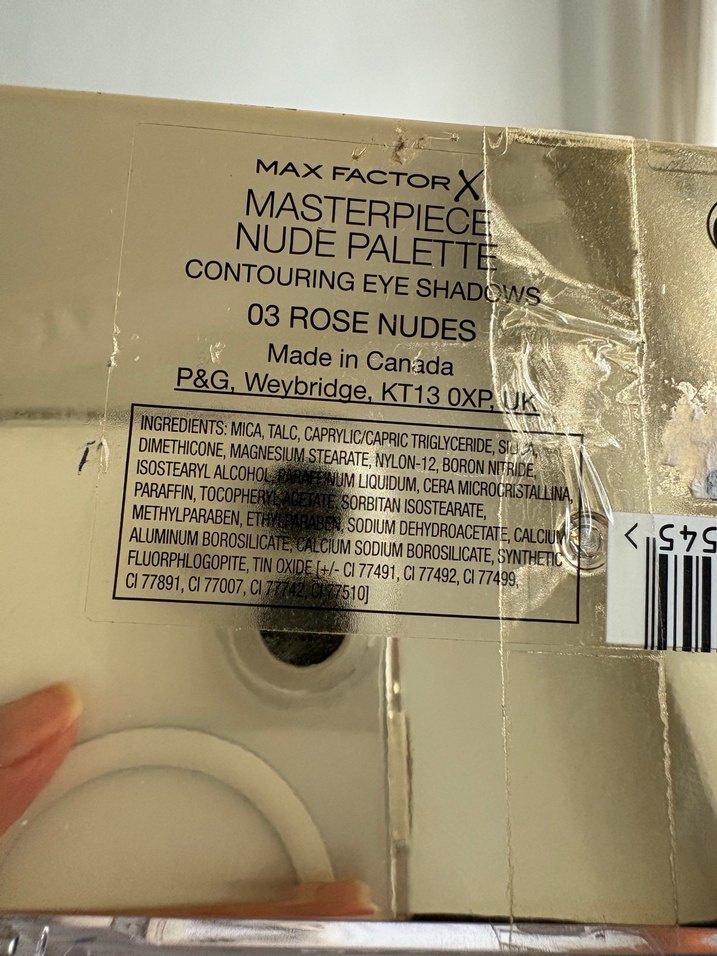 MAX FACTOR X
MASTERPIECE
NUDE PALETTE
CONTOURING EYE SHADOWS
03 ROSE NUDES
Made in Canada
P&G, Weybridge, KT13 0XP, UK
INGREDIENTS: MICA, TALC, CAPRYLIC/CAPRIC TRIGLYCERIDE, SILICA,
DIMETHICONE, MAGNESIUM STEARATE, NYLON-12, BORON NITRIDE,
ISOSTEARYL ALCOHOL, PARAFFINUM LIQUIDUM, CERA MICROCRISTALLINA,
PARAFFIN, TOCOPHERYL ACETATE, SORBITAN ISOSTEARATE,
METHYLPARABEN, ETHYLPARABEN, SODIUM DEHYDROACETATE, CALCIUM
ALUMINUM BOROSILICATE, CALCIUM SODIUM BOROSILICATE, SYNTHETIC
FLUORPHLOGOPITE, TIN OXIDE [+/- CI 77491, CI 77492, CI 77499,
CI 77891, CI 77007, CI 77742, CI 77510]
545 >